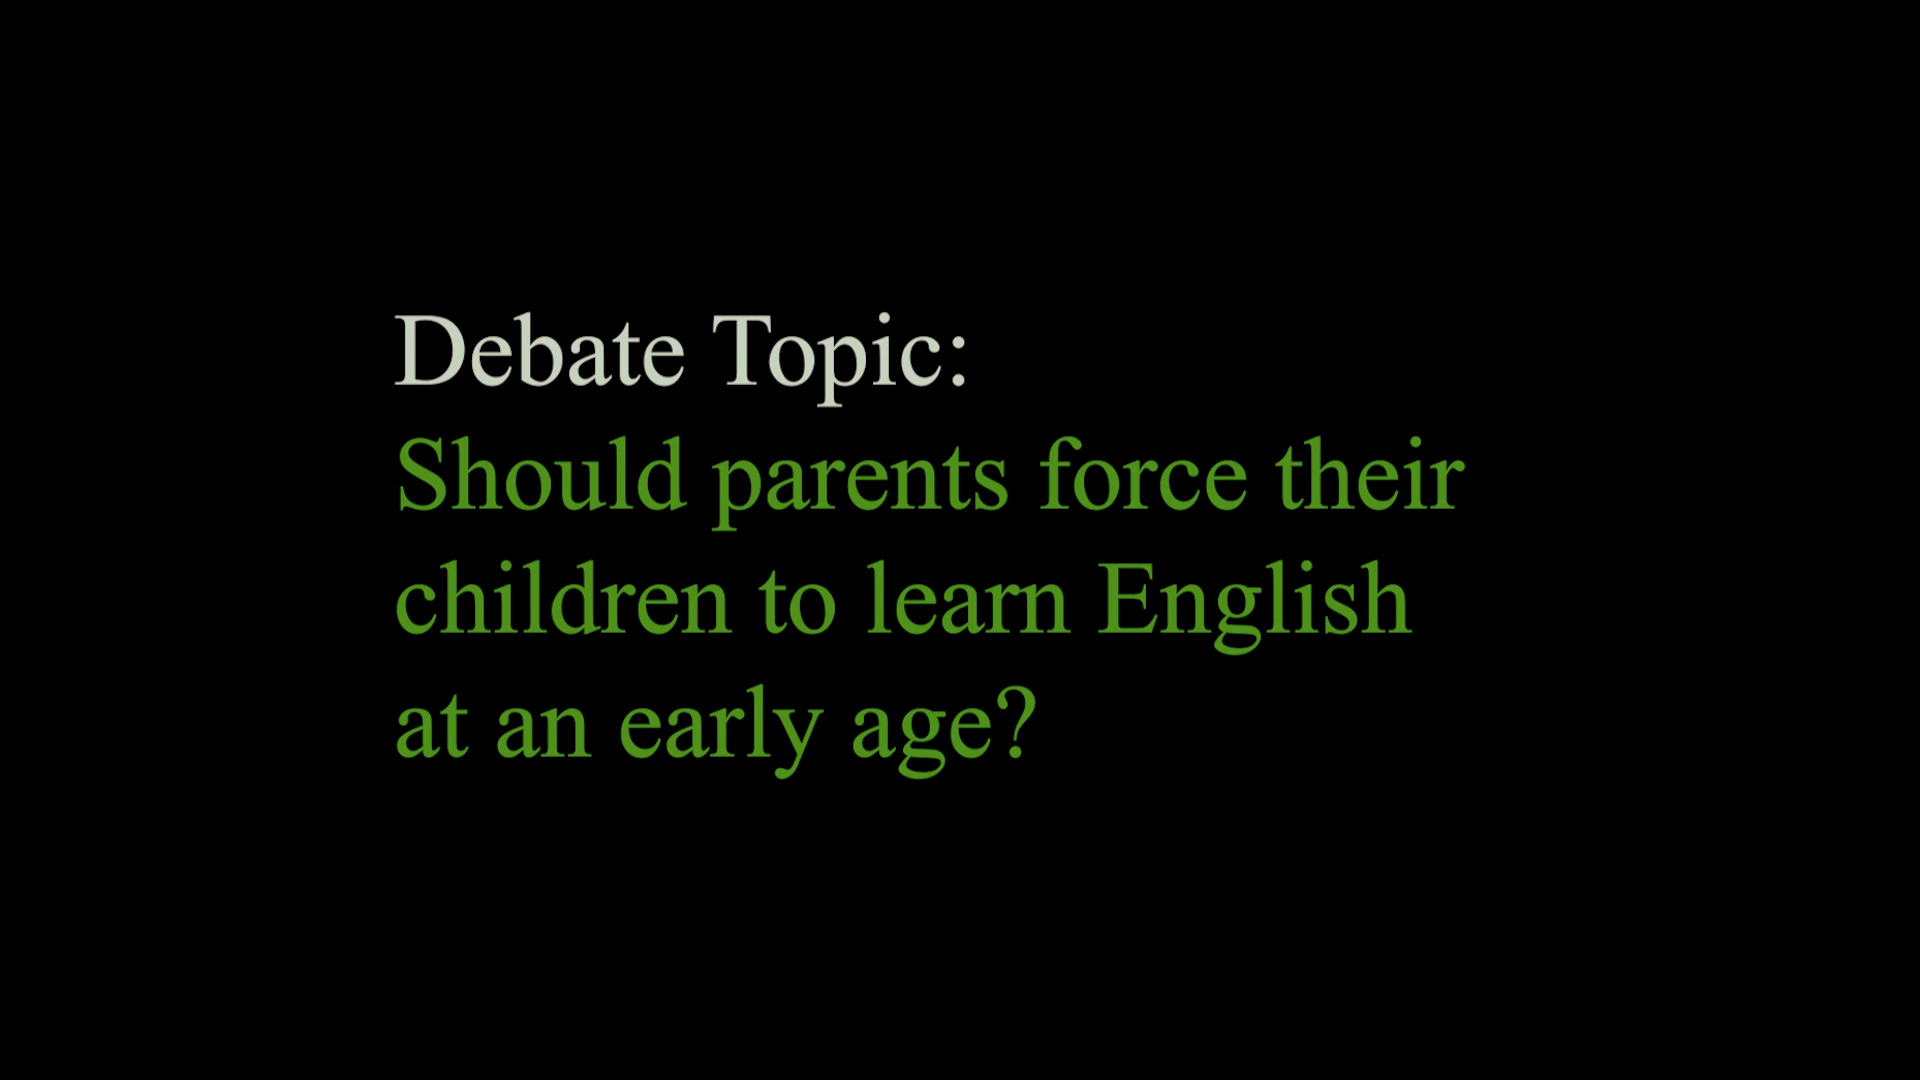 Debate Topic:
Should parents force their
children to learn English
at an early age?